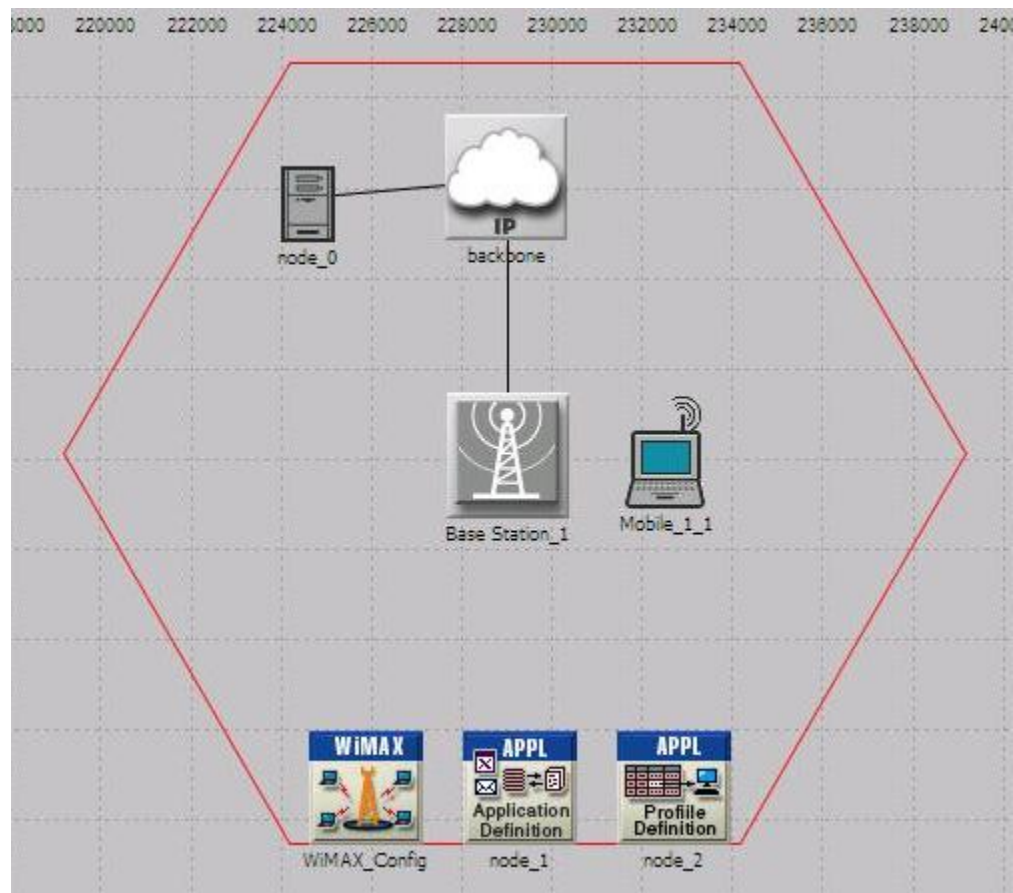 220000 222000 224000 226000 228000 230000 232000 234000 236000 238000
IP
node_0
backbone
Base Station_1
Mobile_1_1
WiMAX
APPL
APPL
Application
Definition
Profiile
Definition
WiMAX_Config
node_1
node_2